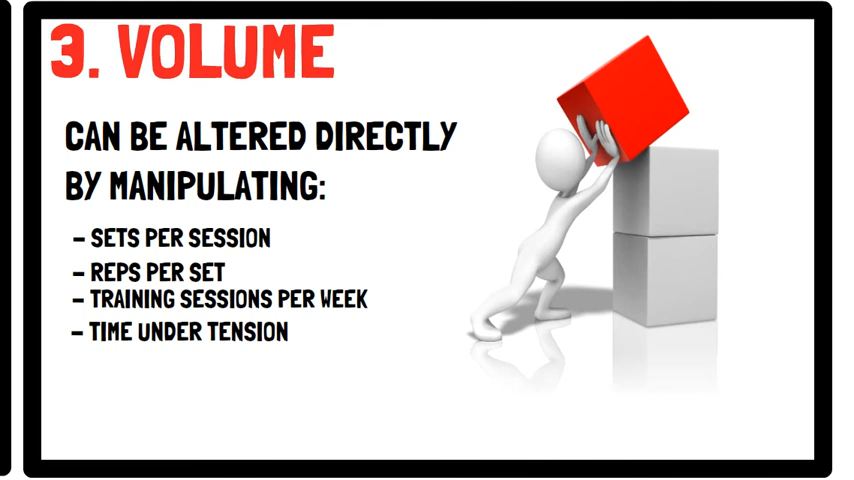 3. VOLUME
CAN BE ALTERED DIRECTLY
BY MANIPULATING:
– SETS PER SESSION
– REPS PER SET
– TRAINING SESSIONS PER WEEK
– TIME UNDER TENSION